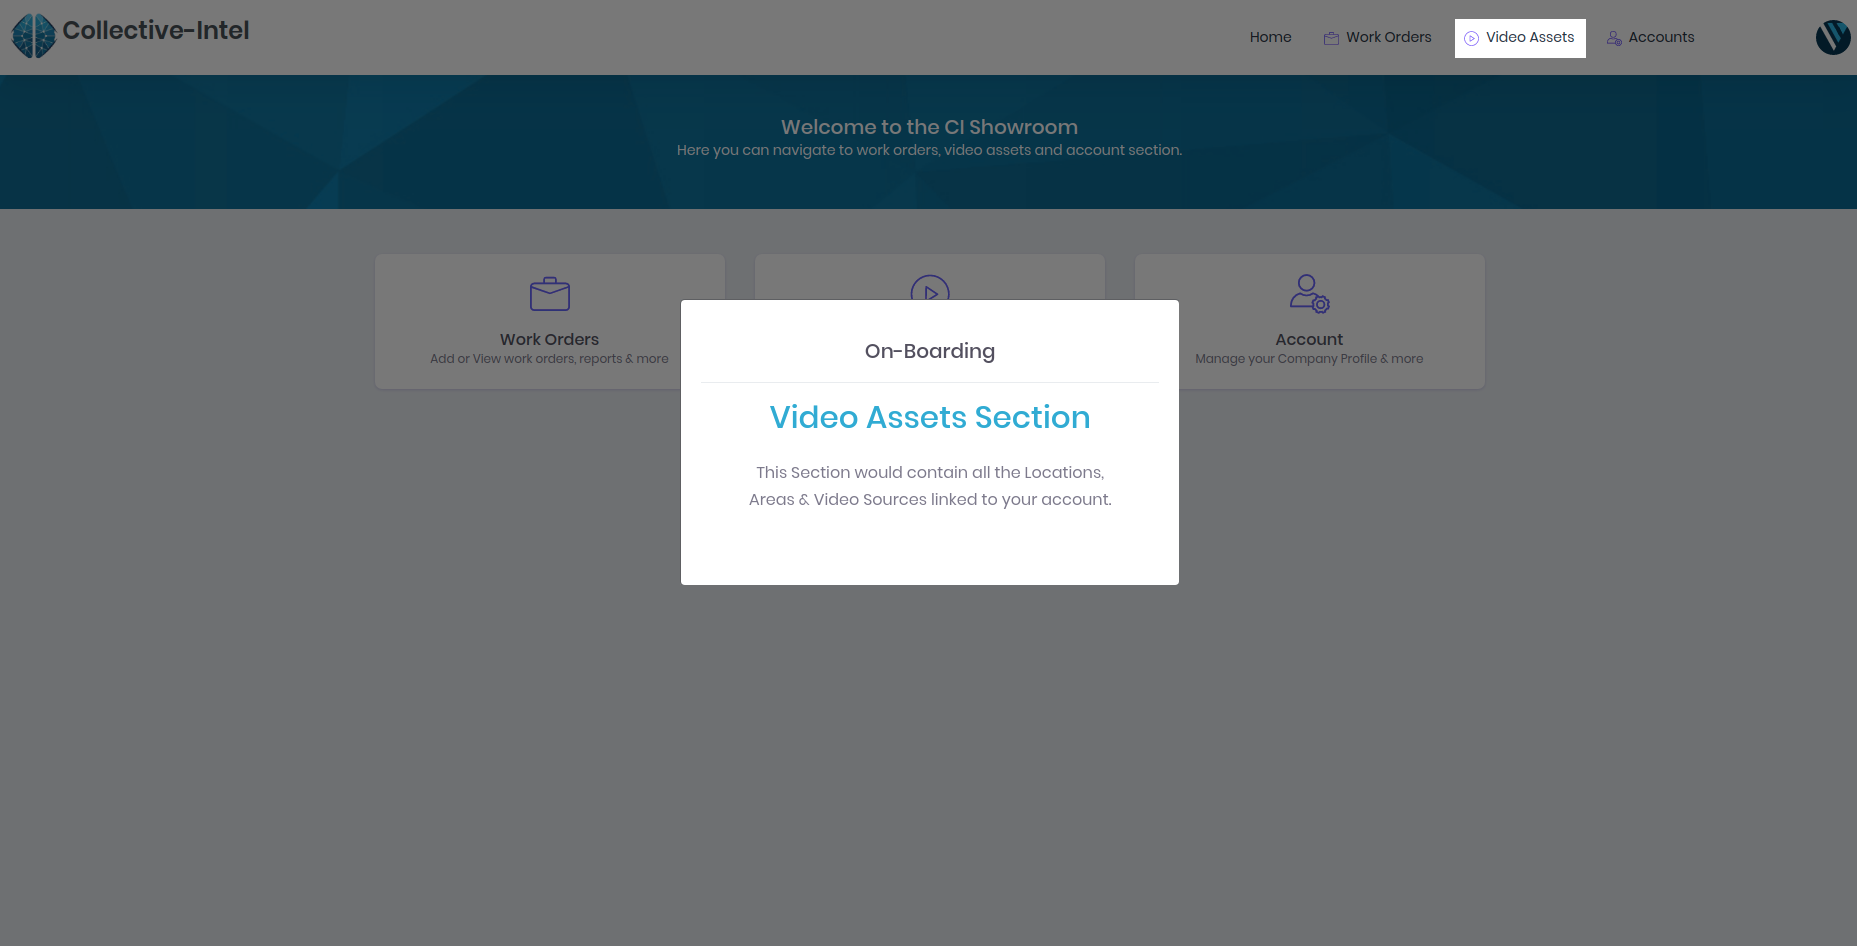 Collective-Intel
Home
Work Orders
Video Assets
Accounts
Welcome to the CI Showroom
Here you can navigate to work orders, video assets and account section.
Work Orders
Add or View work orders, reports & more
Account
Manage your Company Profile & more
On-Boarding
Video Assets Section
This Section would contain all the Locations,
Areas & Video Sources linked to your account.